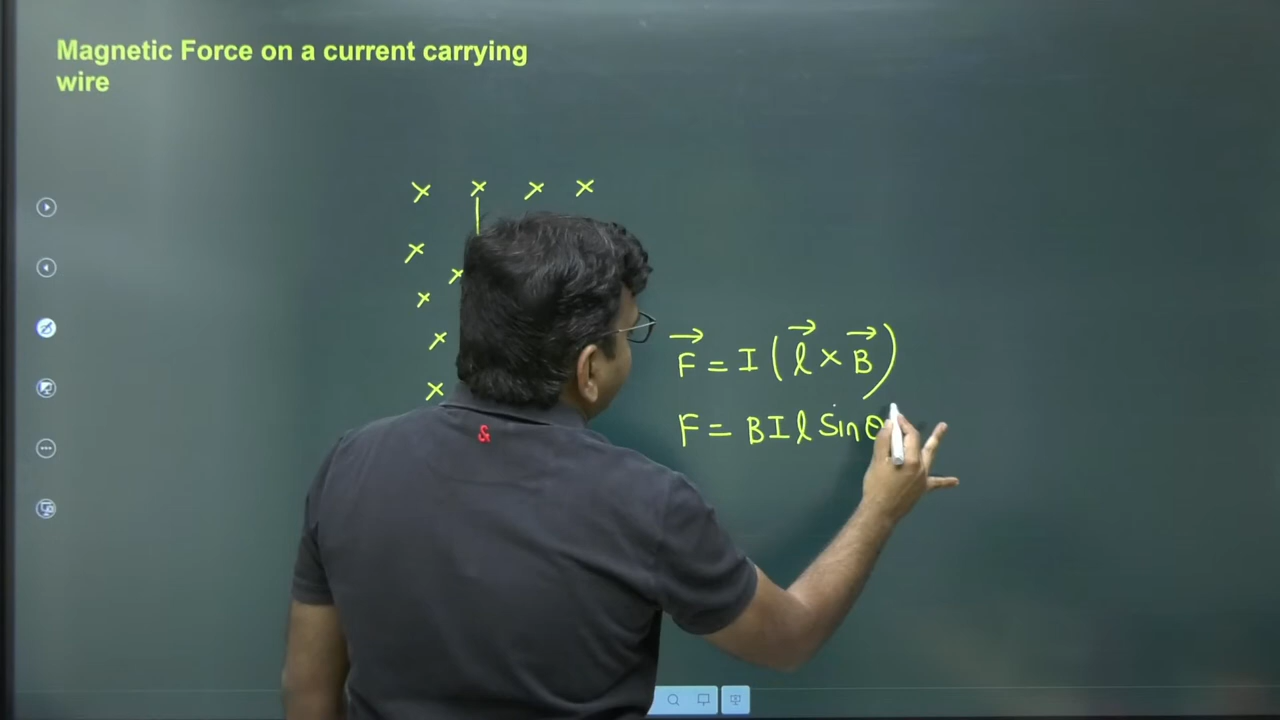 Magnetic Force on a current carrying
wire
x x x x
x
x
x
x
x
F⃗ = I ( l⃗ × B⃗ )
F = B I l Sin θ
&